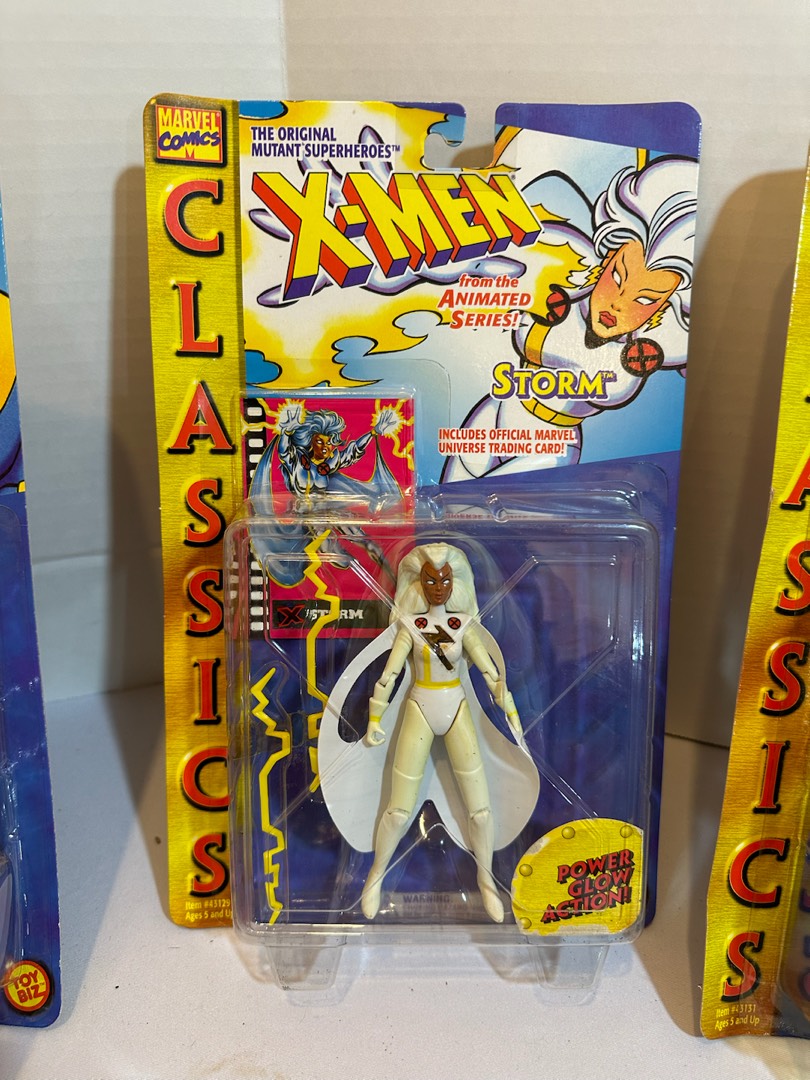 MARVEL
COMICS
CLASSICS
THE ORIGINAL
MUTANT SUPERHEROES™
X-MEN
from the
ANIMATED
SERIES!
STORM™
INCLUDES OFFICIAL MARVEL
UNIVERSE TRADING CARD!
STORM
WARNING
POWER
GLOW
ACTION!
Item #43129
Ages 5 and Up
TOY
BIZ
ASSICS
Item #43131
Ages 5 and Up